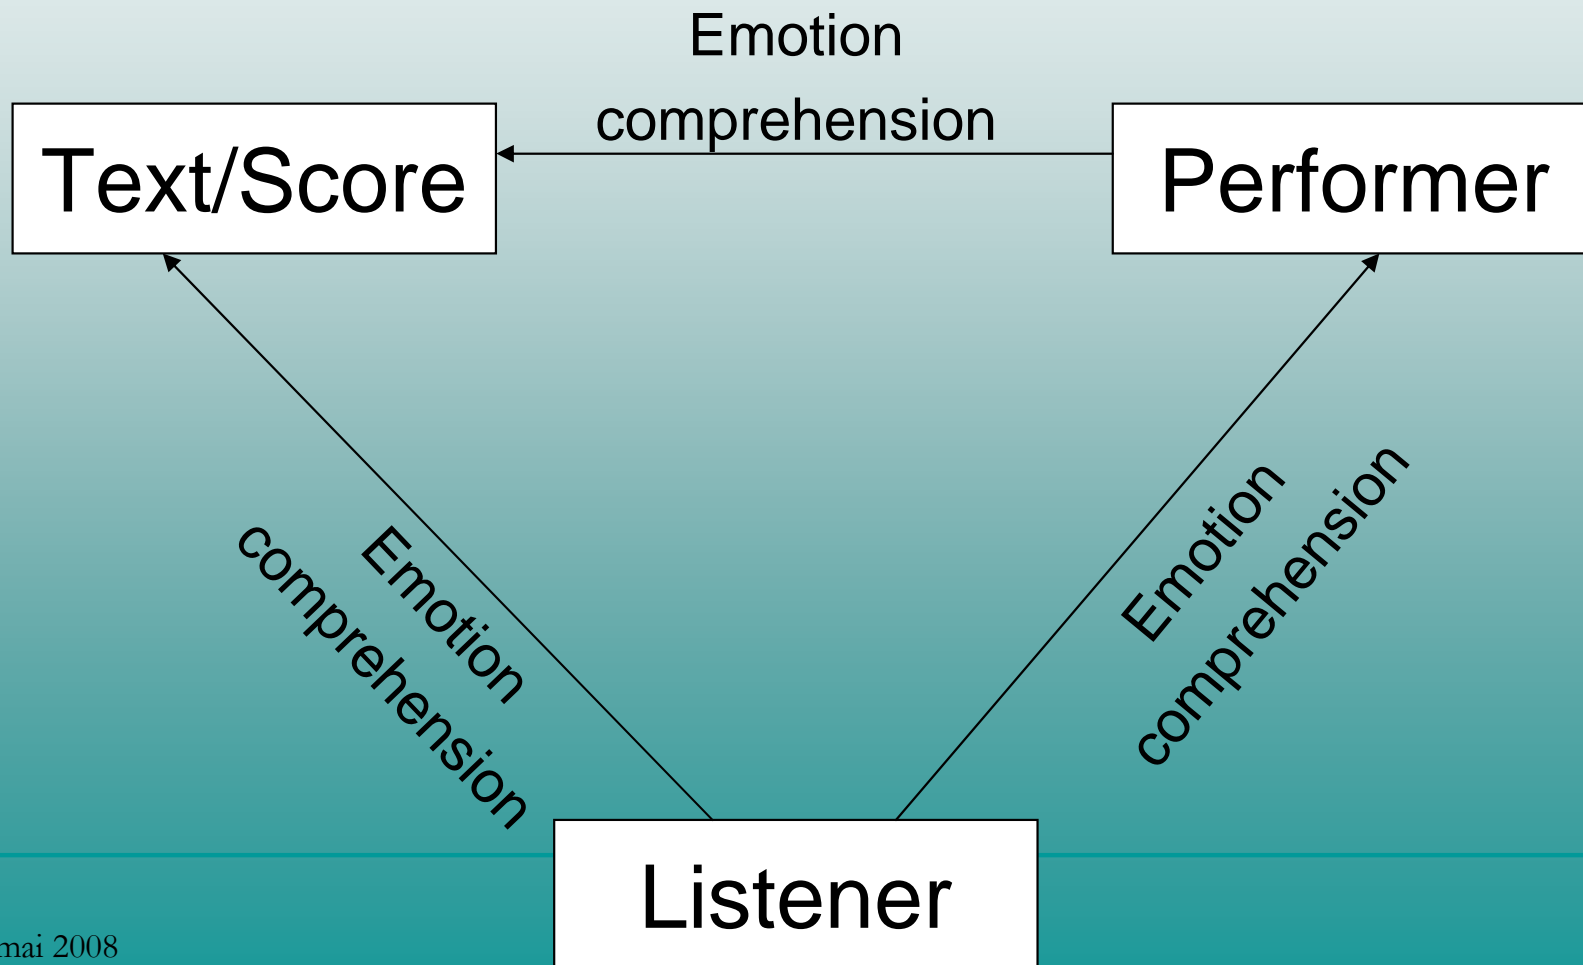 Emotion
comprehension
Text/Score
Performer
Emotion
comprehension
Emotion
comprehension
Listener
mai 2008